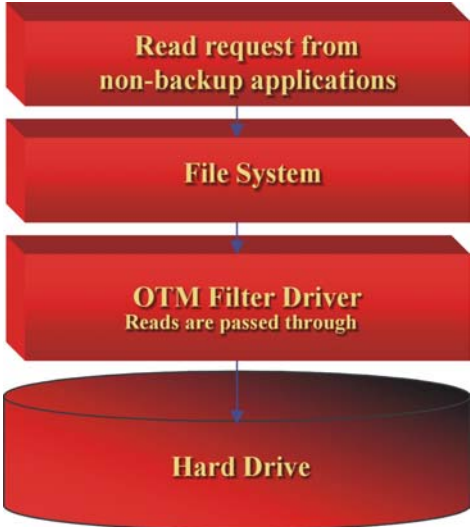 Read request from
non-backup applications
File System
OTM Filter Driver
Reads are passed through
Hard Drive